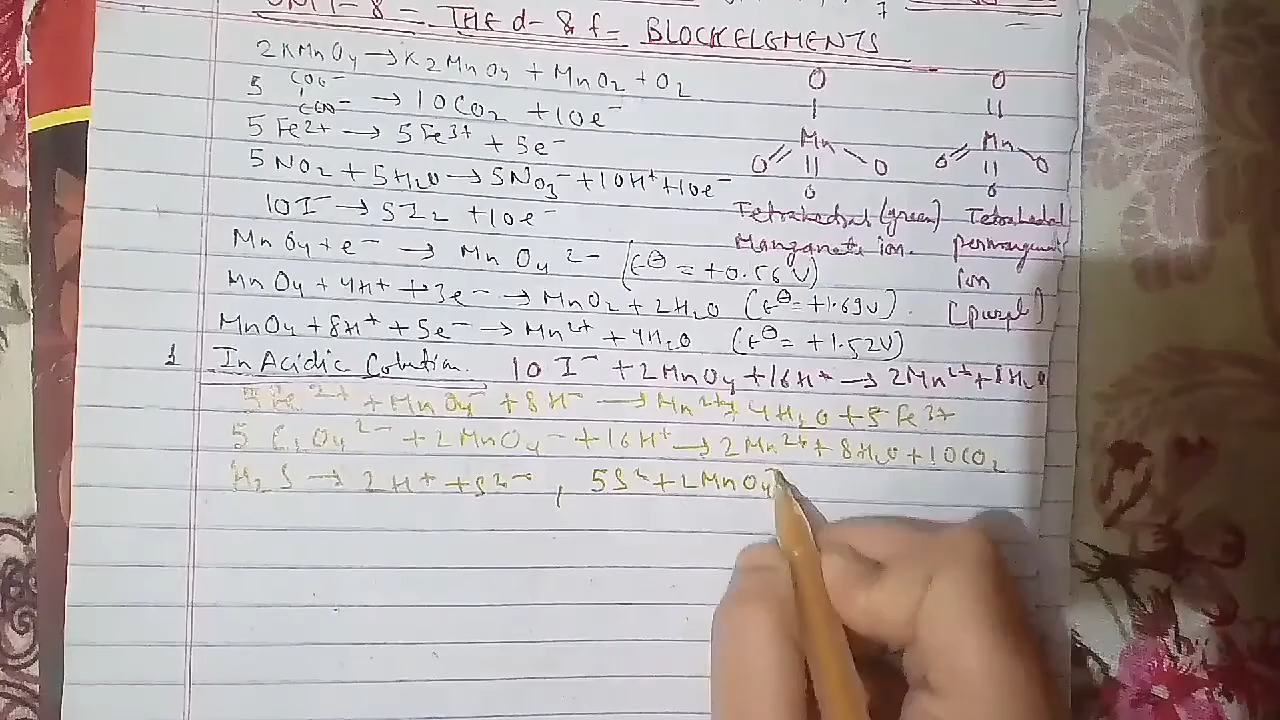 UNIT-8 = THE d- & f- BLOCK ELEMENTS
7
2KMnO4 → K2MnO4 + MnO2 + O2
5 COO⁻
COO⁻ → 10CO2 + 10e⁻
5Fe²⁺ → 5Fe³⁺ + 5e⁻
5NO2 + 5H2O → 5NO3⁻ + 10H⁺ + 10e⁻
10I⁻ → 5I2 + 10e⁻
MnO4 + e⁻ → MnO4²⁻ (E⊖ = +0.56V)
MnO4 + 4H⁺ + 3e⁻ → MnO2 + 2H2O (E⊖ = +1.69V).
MnO4 + 8H⁺ + 5e⁻ → Mn²⁺ + 4H2O (E⊖ = +1.52V)
O
Mn
O O
O
Tetrahedral (green)
Manganate ion.
O
Mn
O O
O
Tetrahedral
permanganate
ion
[purple]
1 In Acidic Solution. 10I⁻ + 2MnO4 + 16H⁺ → 2Mn²⁺ + 8H2O
5Fe²⁺ + MnO4⁻ + 8H⁻ → Mn²⁺ + 4H2O + 5Fe³⁺
5C2O4²⁻ + 2MnO4⁻ + 16H⁺ → 2Mn²⁺ + 8H2O + 10CO2
H2S → 2H⁺ + S²⁻, 5S² + 2MnO4⁻